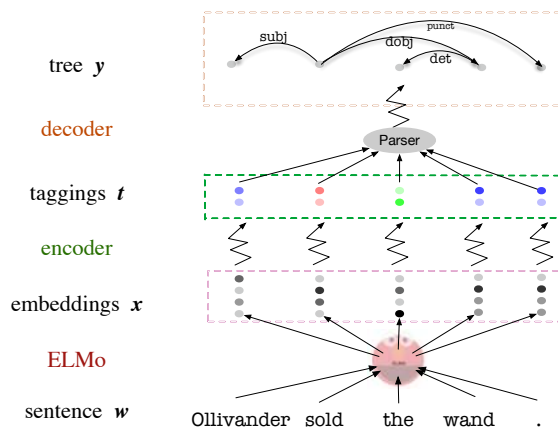 punct
subj
dobj
tree y
det
decoder
Parser
taggings t
encoder
embeddings x
ELMo
sentence w
Ollivander sold the wand .